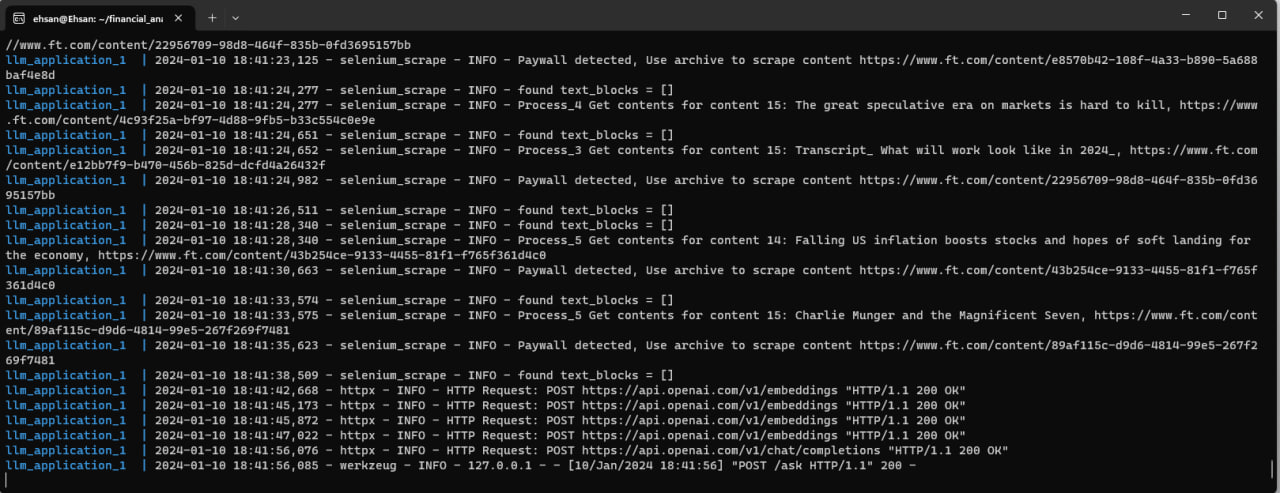 ehsan@Ehsan: ~/financial_ana
//www.ft.com/content/22956709-98d8-464f-835b-0fd3695157bb
llm_application_1  | 2024-01-10 18:41:23,125 - selenium_scrape - INFO - Paywall detected, Use archive to scrape content https://www.ft.com/content/e8570b42-108f-4a33-b890-5a688
baf4e8d
llm_application_1  | 2024-01-10 18:41:24,277 - selenium_scrape - INFO - found text_blocks = []
llm_application_1  | 2024-01-10 18:41:24,277 - selenium_scrape - INFO - Process_4 Get contents for content 15: The great speculative era on markets is hard to kill, https://www
.ft.com/content/4c93f25a-bf97-4d88-9fb5-b33c554c0e9e
llm_application_1  | 2024-01-10 18:41:24,651 - selenium_scrape - INFO - found text_blocks = []
llm_application_1  | 2024-01-10 18:41:24,652 - selenium_scrape - INFO - Process_3 Get contents for content 15: Transcript_ What will work look like in 2024_, https://www.ft.com
/content/e12bb7f9-b470-456b-825d-dcfd4a26432f
llm_application_1  | 2024-01-10 18:41:24,982 - selenium_scrape - INFO - Paywall detected, Use archive to scrape content https://www.ft.com/content/22956709-98d8-464f-835b-0fd36
95157bb
llm_application_1  | 2024-01-10 18:41:26,511 - selenium_scrape - INFO - found text_blocks = []
llm_application_1  | 2024-01-10 18:41:28,340 - selenium_scrape - INFO - found text_blocks = []
llm_application_1  | 2024-01-10 18:41:28,340 - selenium_scrape - INFO - Process_5 Get contents for content 14: Falling US inflation boosts stocks and hopes of soft landing for
the economy, https://www.ft.com/content/43b254ce-9133-4455-81f1-f765f361d4c0
llm_application_1  | 2024-01-10 18:41:30,663 - selenium_scrape - INFO - Paywall detected, Use archive to scrape content https://www.ft.com/content/43b254ce-9133-4455-81f1-f765f
361d4c0
llm_application_1  | 2024-01-10 18:41:33,574 - selenium_scrape - INFO - found text_blocks = []
llm_application_1  | 2024-01-10 18:41:33,575 - selenium_scrape - INFO - Process_5 Get contents for content 15: Charlie Munger and the Magnificent Seven, https://www.ft.com/cont
ent/89af115c-d9d6-4814-99e5-267f269f7481
llm_application_1  | 2024-01-10 18:41:35,623 - selenium_scrape - INFO - Paywall detected, Use archive to scrape content https://www.ft.com/content/89af115c-d9d6-4814-99e5-267f2
69f7481
llm_application_1  | 2024-01-10 18:41:38,509 - selenium_scrape - INFO - found text_blocks = []
llm_application_1  | 2024-01-10 18:41:42,668 - httpx - INFO - HTTP Request: POST https://api.openai.com/v1/embeddings "HTTP/1.1 200 OK"
llm_application_1  | 2024-01-10 18:41:45,173 - httpx - INFO - HTTP Request: POST https://api.openai.com/v1/embeddings "HTTP/1.1 200 OK"
llm_application_1  | 2024-01-10 18:41:45,872 - httpx - INFO - HTTP Request: POST https://api.openai.com/v1/embeddings "HTTP/1.1 200 OK"
llm_application_1  | 2024-01-10 18:41:47,022 - httpx - INFO - HTTP Request: POST https://api.openai.com/v1/embeddings "HTTP/1.1 200 OK"
llm_application_1  | 2024-01-10 18:41:56,076 - httpx - INFO - HTTP Request: POST https://api.openai.com/v1/chat/completions "HTTP/1.1 200 OK"
llm_application_1  | 2024-01-10 18:41:56,085 - werkzeug - INFO - 127.0.0.1 - - [10/Jan/2024 18:41:56] "POST /ask HTTP/1.1" 200 -